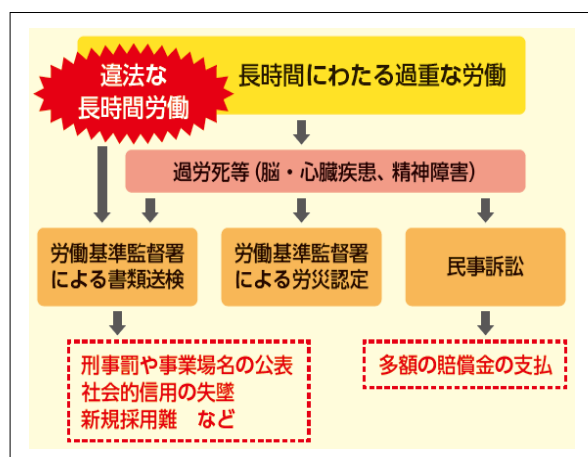 違法な
長時間労働
長時間にわたる過重な労働
過労死等(脳・心臓疾患、精神障害)
労働基準監督署
による書類送検
労働基準監督署
による労災認定
民事訴訟
刑事罰や事業場名の公表
社会的信用の失墜
新規採用難　など
多額の賠償金の支払